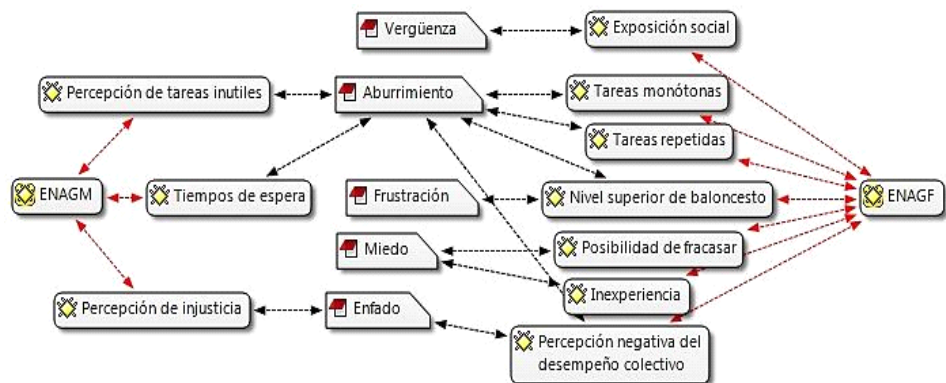 Vergüenza
Exposición social
Percepción de tareas inutiles
Aburrimiento
Tareas monótonas
Tareas repetidas
ENAGM
Tiempos de espera
Frustración
Nivel superior de baloncesto
ENAGF
Miedo
Posibilidad de fracasar
Inexperiencia
Percepción de injusticia
Enfado
Percepción negativa del
desempeño colectivo